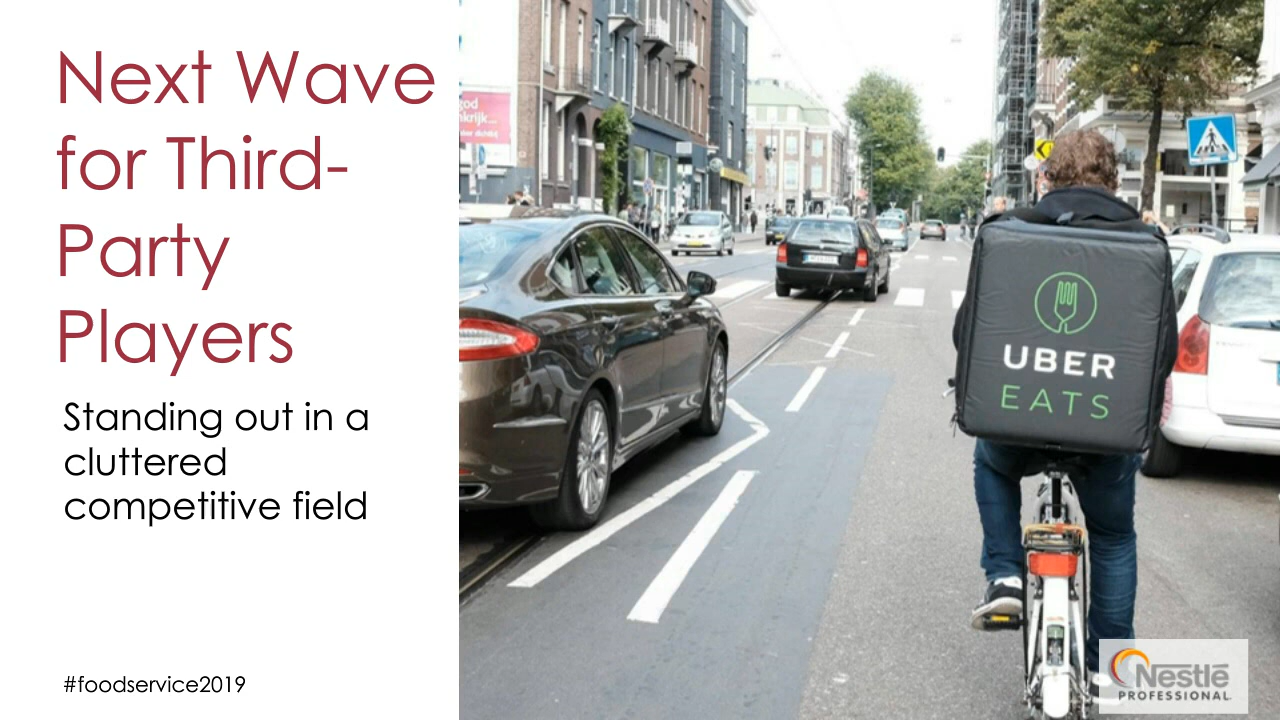 Next Wave
for Third-
Party
Players
Standing out in a
cluttered
competitive field
#foodservice2019
UBER
EATS
Nestlé
PROFESSIONAL